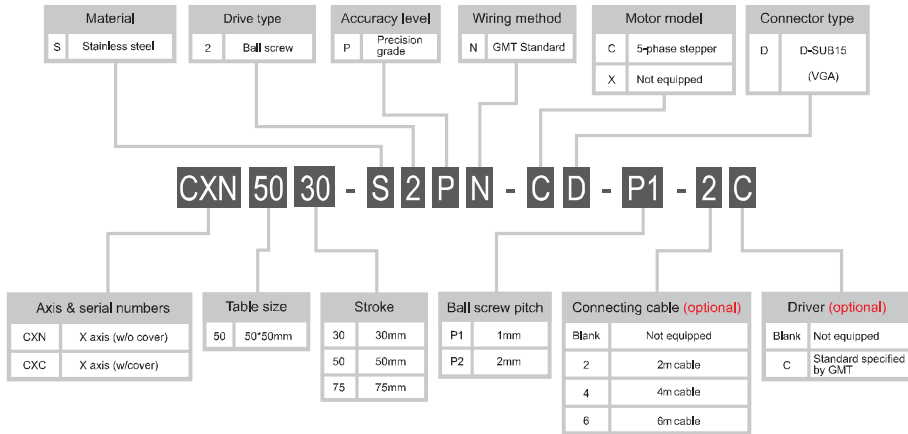 Material
S Stainless steel
Drive type
2 Ball screw
Accuracy level
P Precision
grade
Wiring method
N GMT Standard
Motor model
C 5-phase stepper
X Not equipped
Connector type
D D-SUB15
(VGA)
CXN 50 30 - S 2 P N - C D - P1 - 2 C
Axis & serial numbers
CXN X axis (w/o cover)
CXC X axis (w/cover)
Table size
50 50*50mm
Stroke
30 30mm
50 50mm
75 75mm
Ball screw pitch
P1 1mm
P2 2mm
Connecting cable (optional)
Blank Not equipped
2 2m cable
4 4m cable
6 6m cable
Driver (optional)
Blank Not equipped
C Standard specified
by GMT